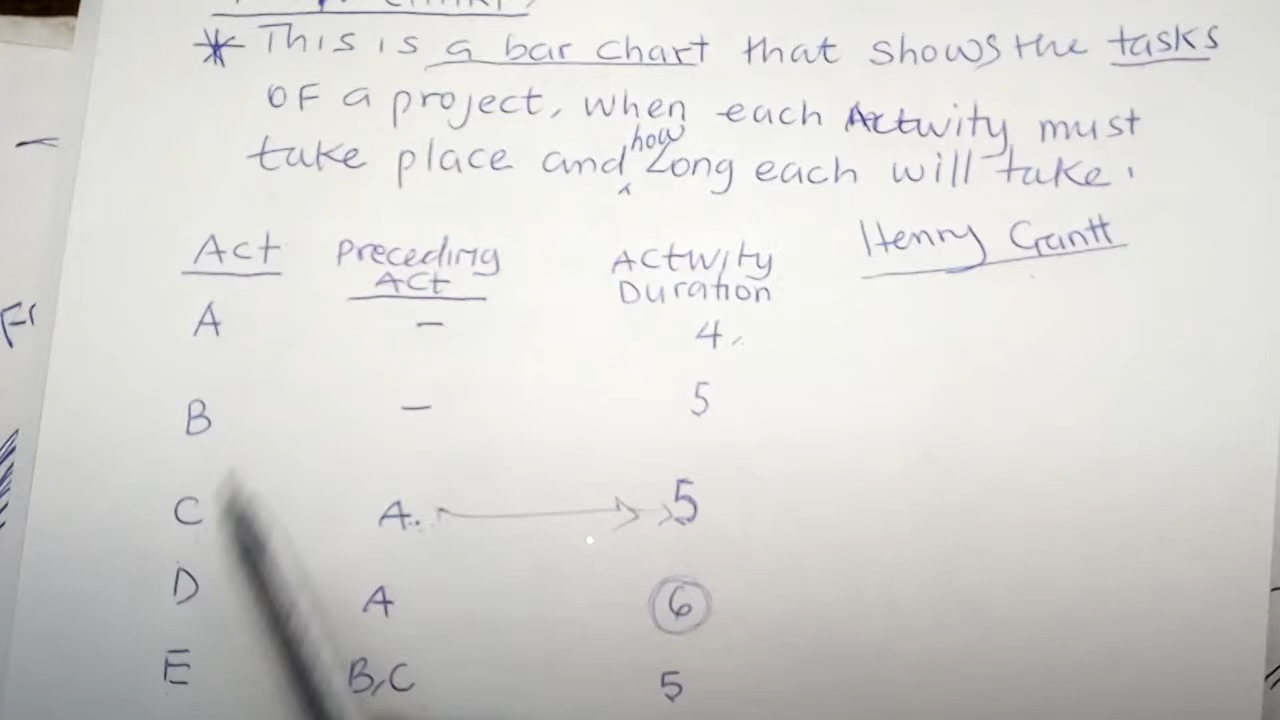 * This is a bar chart that shows the tasks
OF a project, when each Activity must
take place and how Long each will take.
Henry Gantt
Act Preceding Act Activity Duration
A - 4
B - 5
C A 5
D A 6
E B,C 5